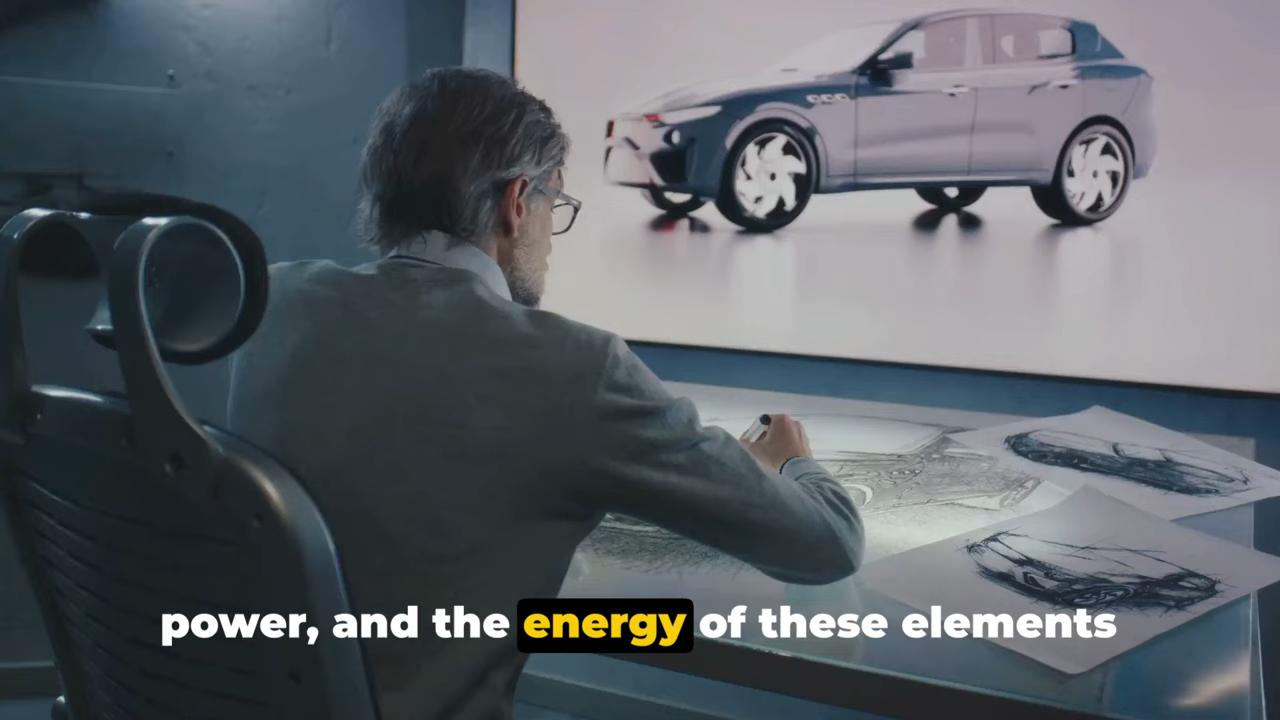 power, and the energy of these elements